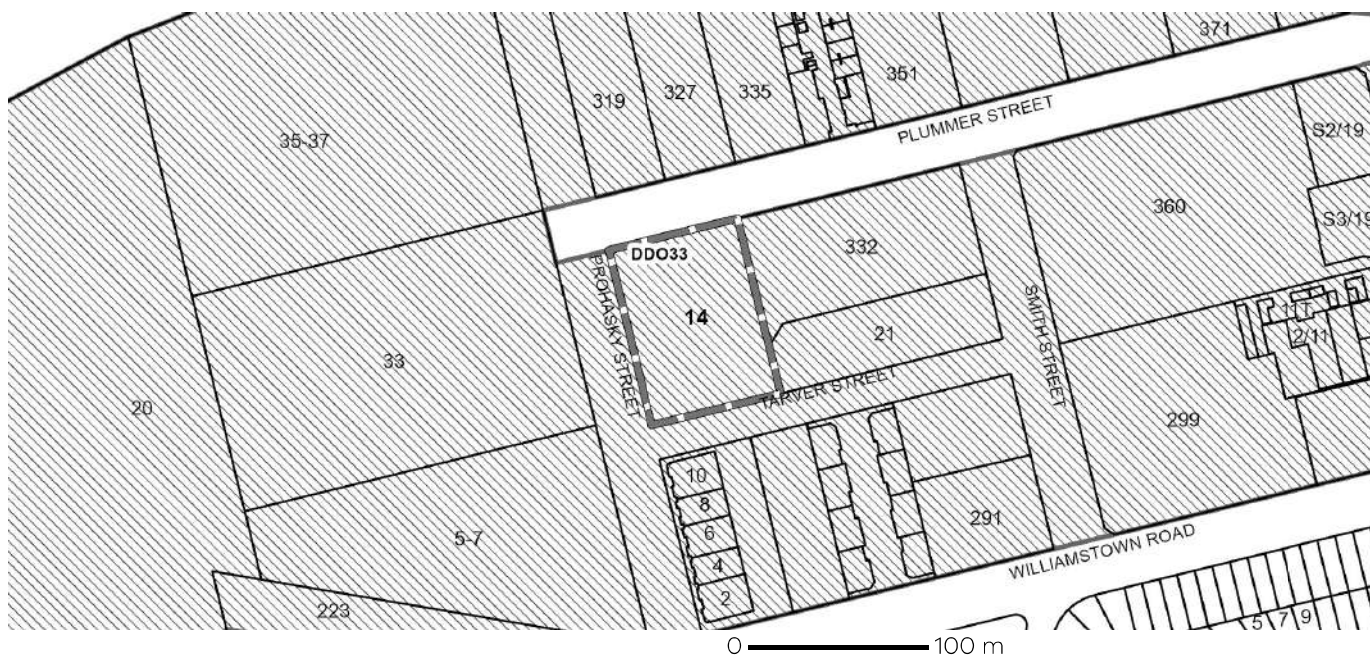 371
351
319
327
335
PLUMMER STREET
35-37
S2/19
360
S3/19
DDO33
332
PROHASKY STREET
14
SMITH STREET
11T
2/11
33
21
TARVER STREET
20
299
10
8
6
4
2
291
5-7
WILLIAMSTOWN ROAD
223
5 7 9
0 100 m